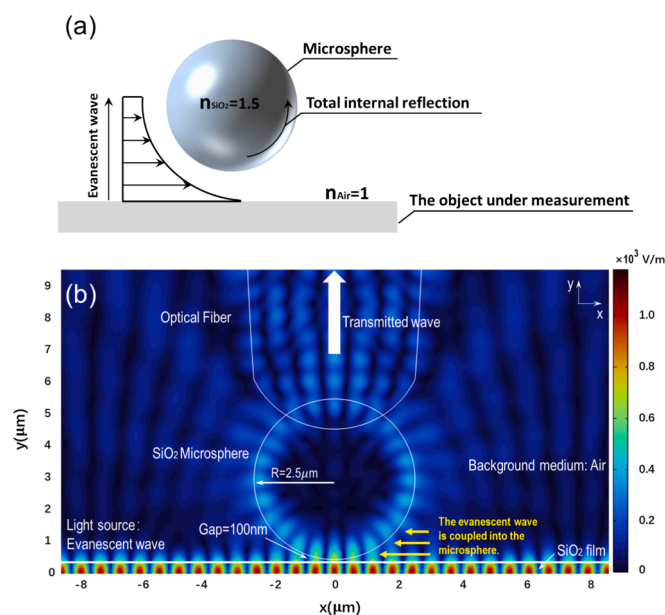 (a)
Microsphere
nSiO₂=1.5
Total internal reflection
Evanescent wave
nAir=1
The object under measurement
×10³ V/m
(b)
y
x
Optical Fiber
Transmitted wave
SiO₂ Microsphere
R=2.5μm
Background medium: Air
Light source:
Evanescent wave
Gap=100nm
The evanescent wave
is coupled into the
microsphere.
SiO₂ film
y(μm)
9
8
7
6
5
4
3
2
1
0
-8 -6 -4 -2 0 2 4 6 8
x(μm)
1.0
0.8
0.6
0.4
0.2
0